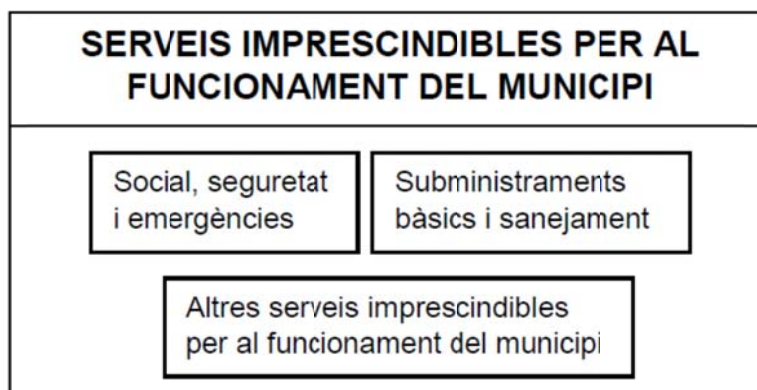 SERVEIS IMPRESCINDIBLES PER AL
FUNCIONAMENT DEL MUNICIPI
Social, seguretat
i emergències
Subministraments
bàsics i sanejament
Altres serveis imprescindibles
per al funcionament del municipi